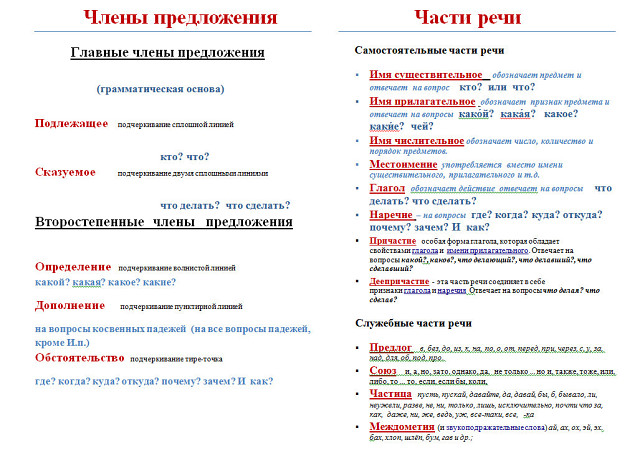 Члены предложения
Главные члены предложения
(грамматическая основа)
Подлежащее подчеркивание сплошной линией
кто? что?
Сказуемое подчеркивание двумя сплошными линиями
что делать? что сделать?
Второстепенные члены предложения
Определение подчеркивание волнистой линией
какой? какая? какое? какие?
Дополнение подчеркивание пунктирной линией
на вопросы косвенных падежей (на все вопросы падежей,
кроме И.п.)
Обстоятельство подчеркивание тире-точка
где? когда? куда? откуда? почему? зачем? И как?
Части речи
Самостоятельные части речи
Имя существительное обозначает предмет и
отвечает на вопрос кто? или что?
Имя прилагательное обозначает признак предмета и
отвечает на вопросы како́й? кака́я? какое?
каки́е? чей?
Имя числительное обозначает число, количество и
порядок предметов.
Местоимение употребляется вместо имени
существительного, прилагательного и т.д.
Глагол обозначает действие отвечает на вопросы что
делать? что сделать?
Наречие – на вопросы где? когда? куда? откуда?
почему? зачем? И как?
Причастие особая форма глагола, которая обладает
свойствами глагола и имени прилагательного. Отвечает на
вопросы какой?, каков?, что делающий?, что делавший?, что
сделавший?
Деепричастие - эта часть речи соединяет в себе
признаки глагола и наречия Отвечает на вопросы что делая? что
сделав?
Служебные части речи
Предлог в, без, до, из, к, на, по, о, от, перед, при, через, с, у, за,
над, для, об, под, про.
Союз и, а, но, зато, однако, да, не только ... но и, также, тоже, или,
либо, то ... то, если, если бы, коли,
Частица пусть, пускай, давайте, да, давай, бы, б, бывало, ли,
неужели, разве, не, ни, только, лишь, исключительно, почти что за,
как, даже, ни, же, ведь, уж, все-таки, все, -ка
Междометия (и звукоподражательные слова) ай, ах, ох, эй, эх,
бах, хлоп, шлёп, бум, гав и др.;